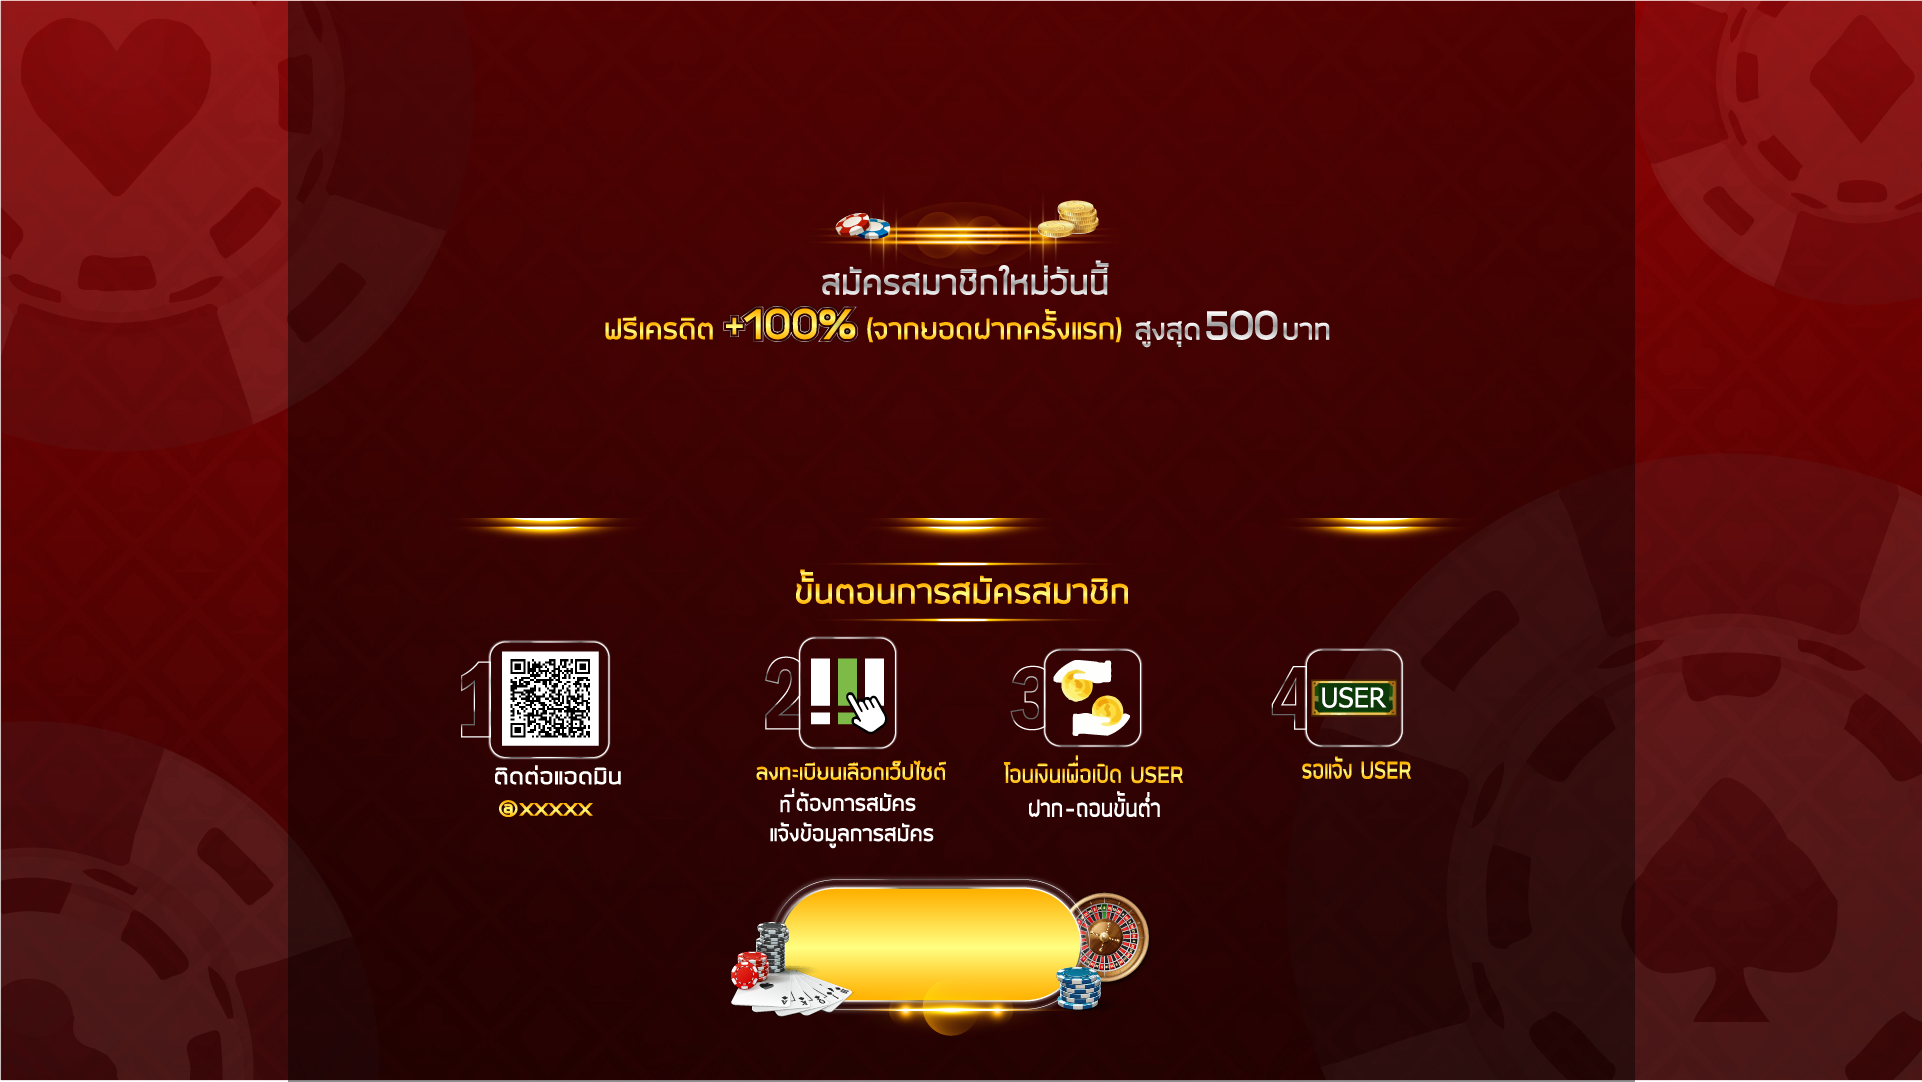 สมัครสมาชิกใหม่วันนี้
ฟรีเครดิต +100% (จากยอดฝากครั้งแรก) สูงสุด 500 บาท
ขั้นตอนการสมัครสมาชิก
1
ติดต่อแอดมิน
@xxxxx
2
ลงทะเบียนเลือกเว็บไซต์
ที่ต้องการสมัคร
แจ้งข้อมูลการสมัคร
3
โอนเงินเพื่อเปิด USER
ฝาก-ถอนขั้นต่ำ
4
USER
รอแจ้ง USER